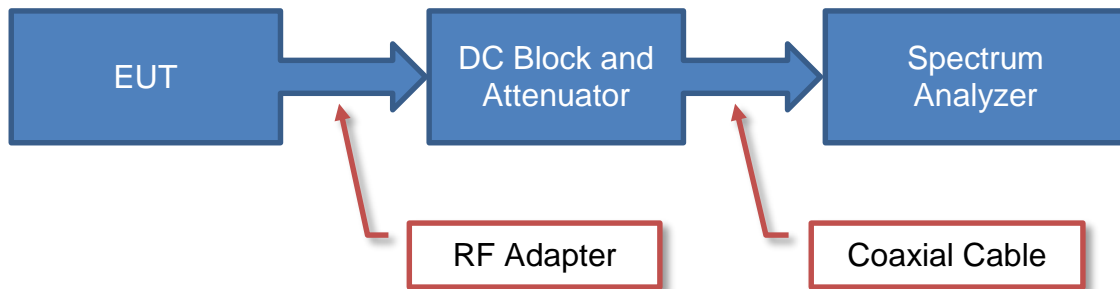 EUT
DC Block and
Attenuator
Spectrum
Analyzer
RF Adapter
Coaxial Cable